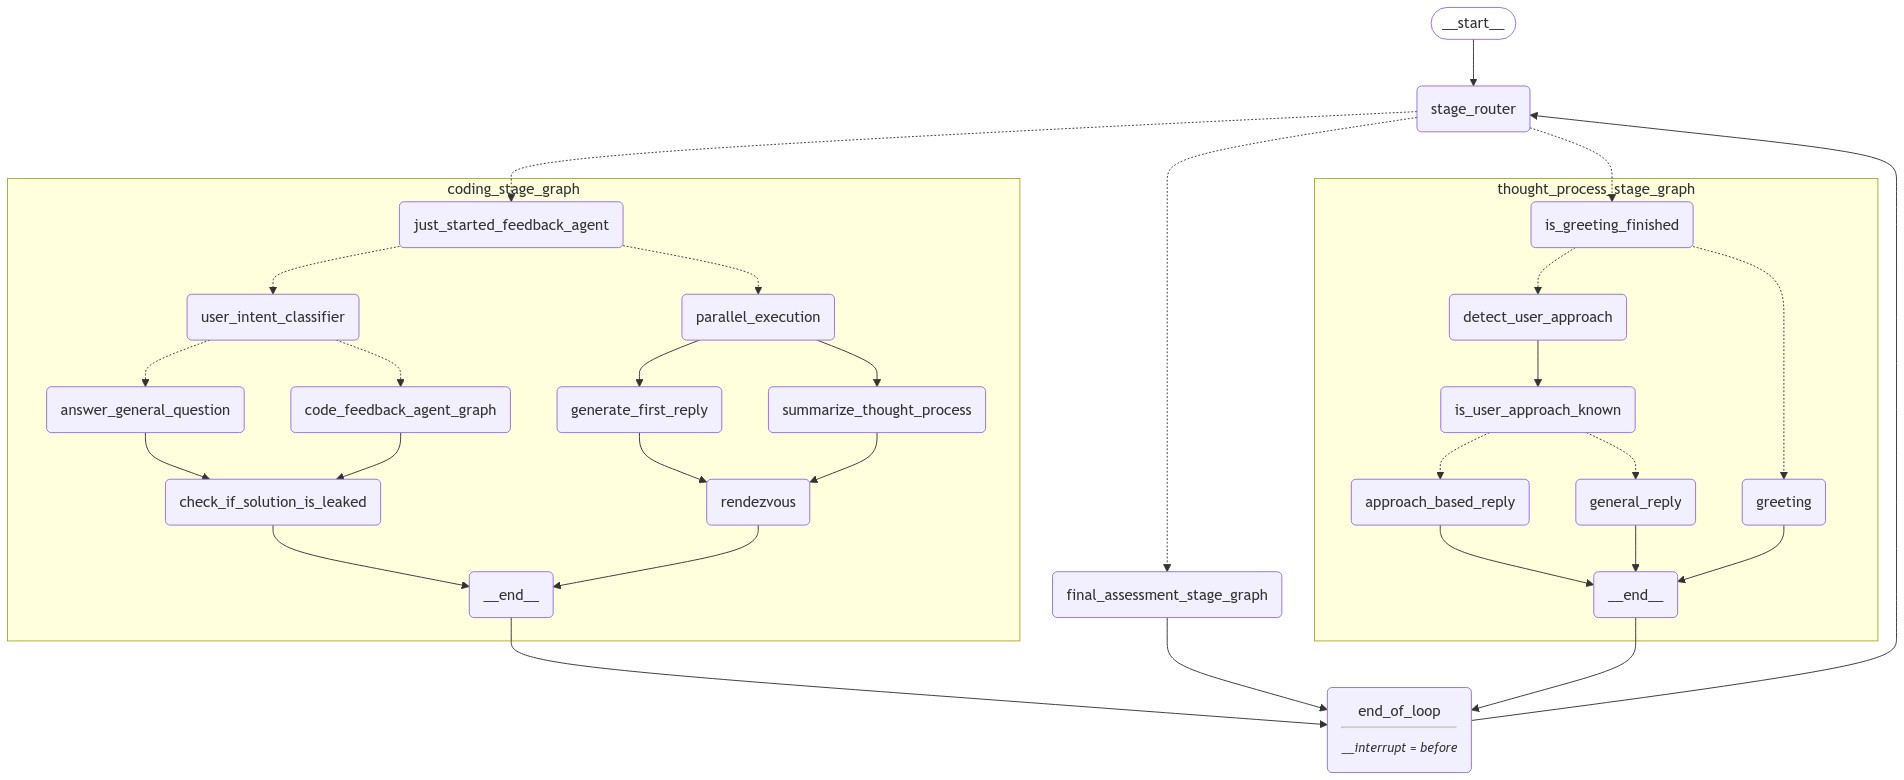 __start__
stage_router
coding_stage_graph
thought_process_stage_graph
just_started_feedback_agent
is_greeting_finished
user_intent_classifier
parallel_execution
detect_user_approach
answer_general_question
code_feedback_agent_graph
generate_first_reply
summarize_thought_process
is_user_approach_known
check_if_solution_is_leaked
rendezvous
approach_based_reply
general_reply
greeting
__end__
final_assessment_stage_graph
__end__
end_of_loop
__interrupt = before